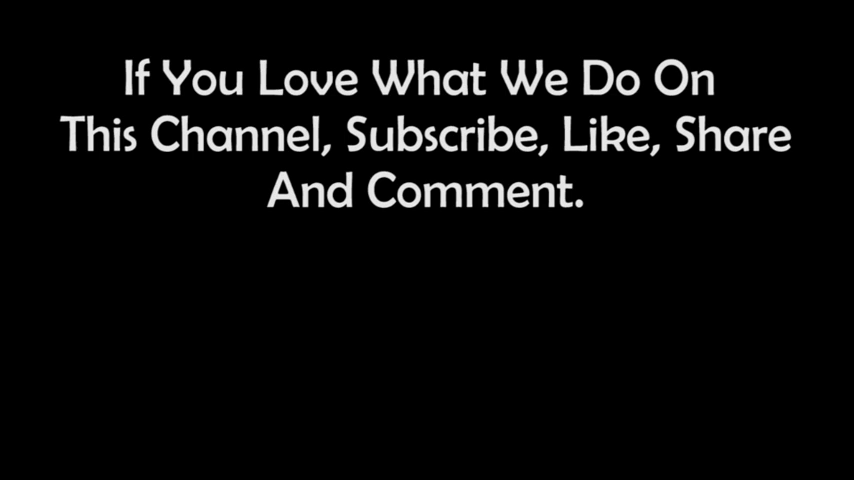 If You Love What We Do On
This Channel, Subscribe, Like, Share
And Comment.